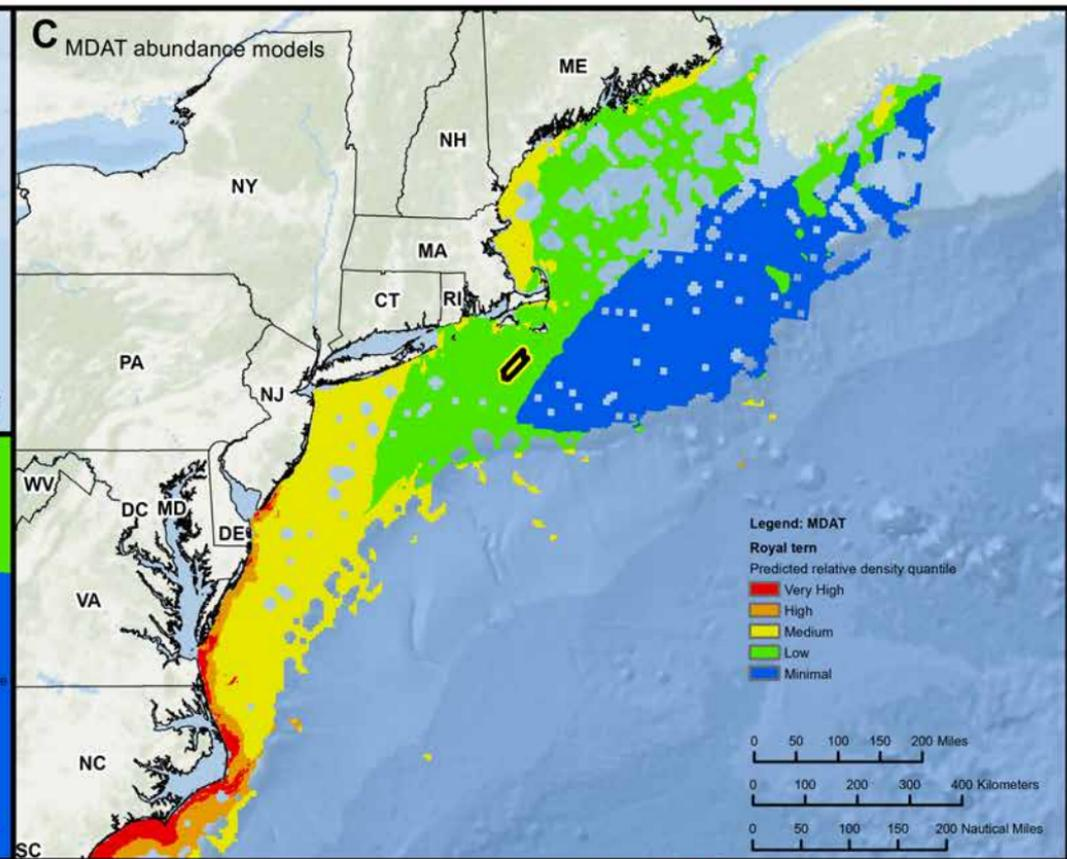 C MDAT abundance models
ME
NH
NY
MA
CT RI
PA
NJ
WV
DC MD
DE
VA
NC
SC
Legend: MDAT
Royal tern
Predicted relative density quantile
Very High
High
Medium
Low
Minimal
0 50 100 150 200 Miles
0 100 200 300 400 Kilometers
0 50 100 150 200 Nautical Miles